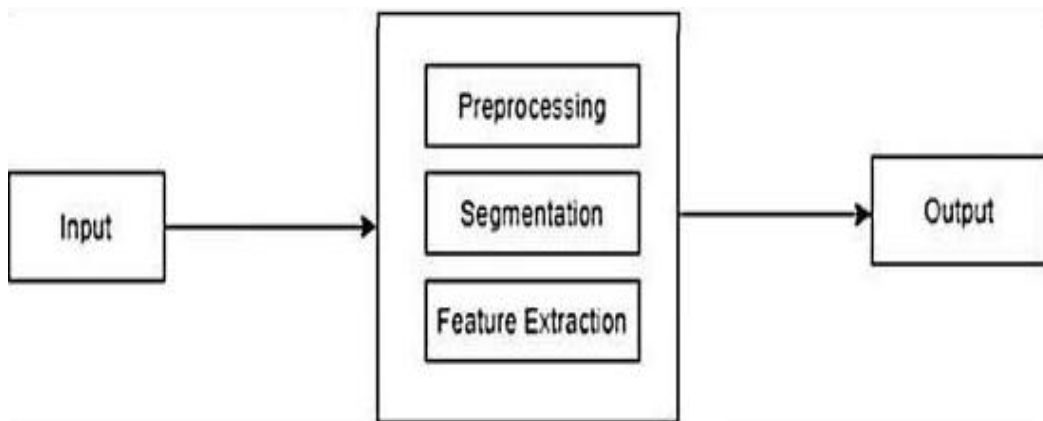 Input
Preprocessing
Segmentation
Feature Extraction
Output